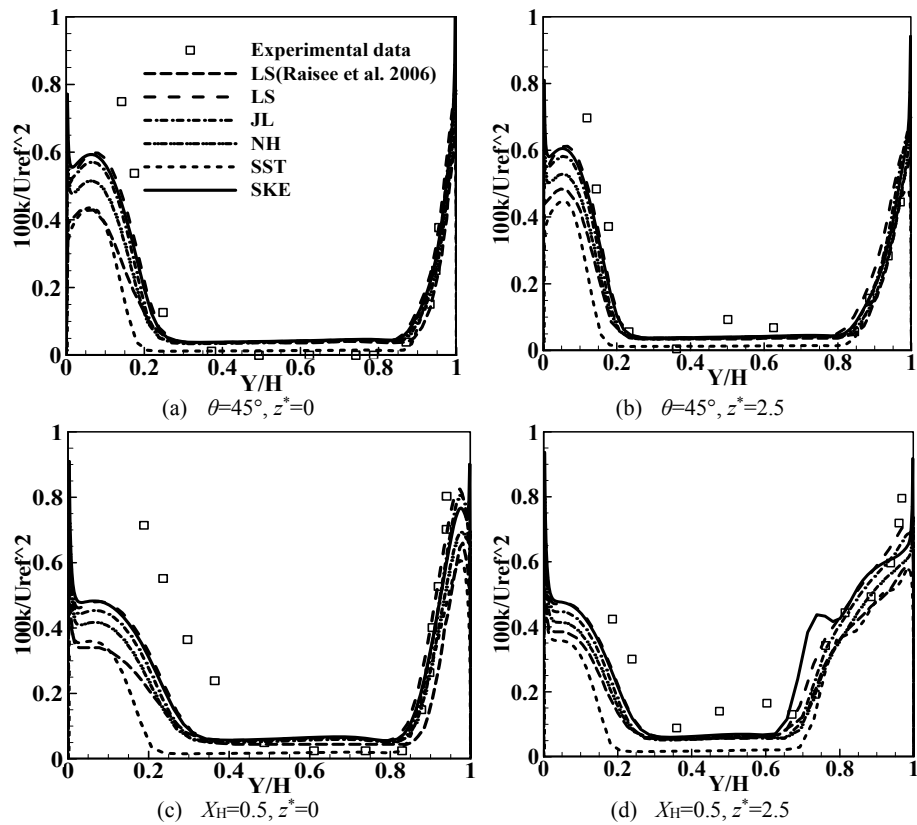 100k/Uref^2
1
0.8
0.6
0.4
0.2
0
0 0.2 0.4 0.6 0.8 1
Y/H
Experimental data
LS(Raisee et al. 2006)
LS
JL
NH
SST
SKE
(a) θ=45°, z*=0
100k/Uref^2
1
0.8
0.6
0.4
0.2
0
0 0.2 0.4 0.6 0.8 1
Y/H
(b) θ=45°, z*=2.5
100k/Uref^2
1
0.8
0.6
0.4
0.2
0
0 0.2 0.4 0.6 0.8 1
Y/H
(c) XH=0.5, z*=0
100k/Uref^2
1
0.8
0.6
0.4
0.2
0
0 0.2 0.4 0.6 0.8 1
Y/H
(d) XH=0.5, z*=2.5